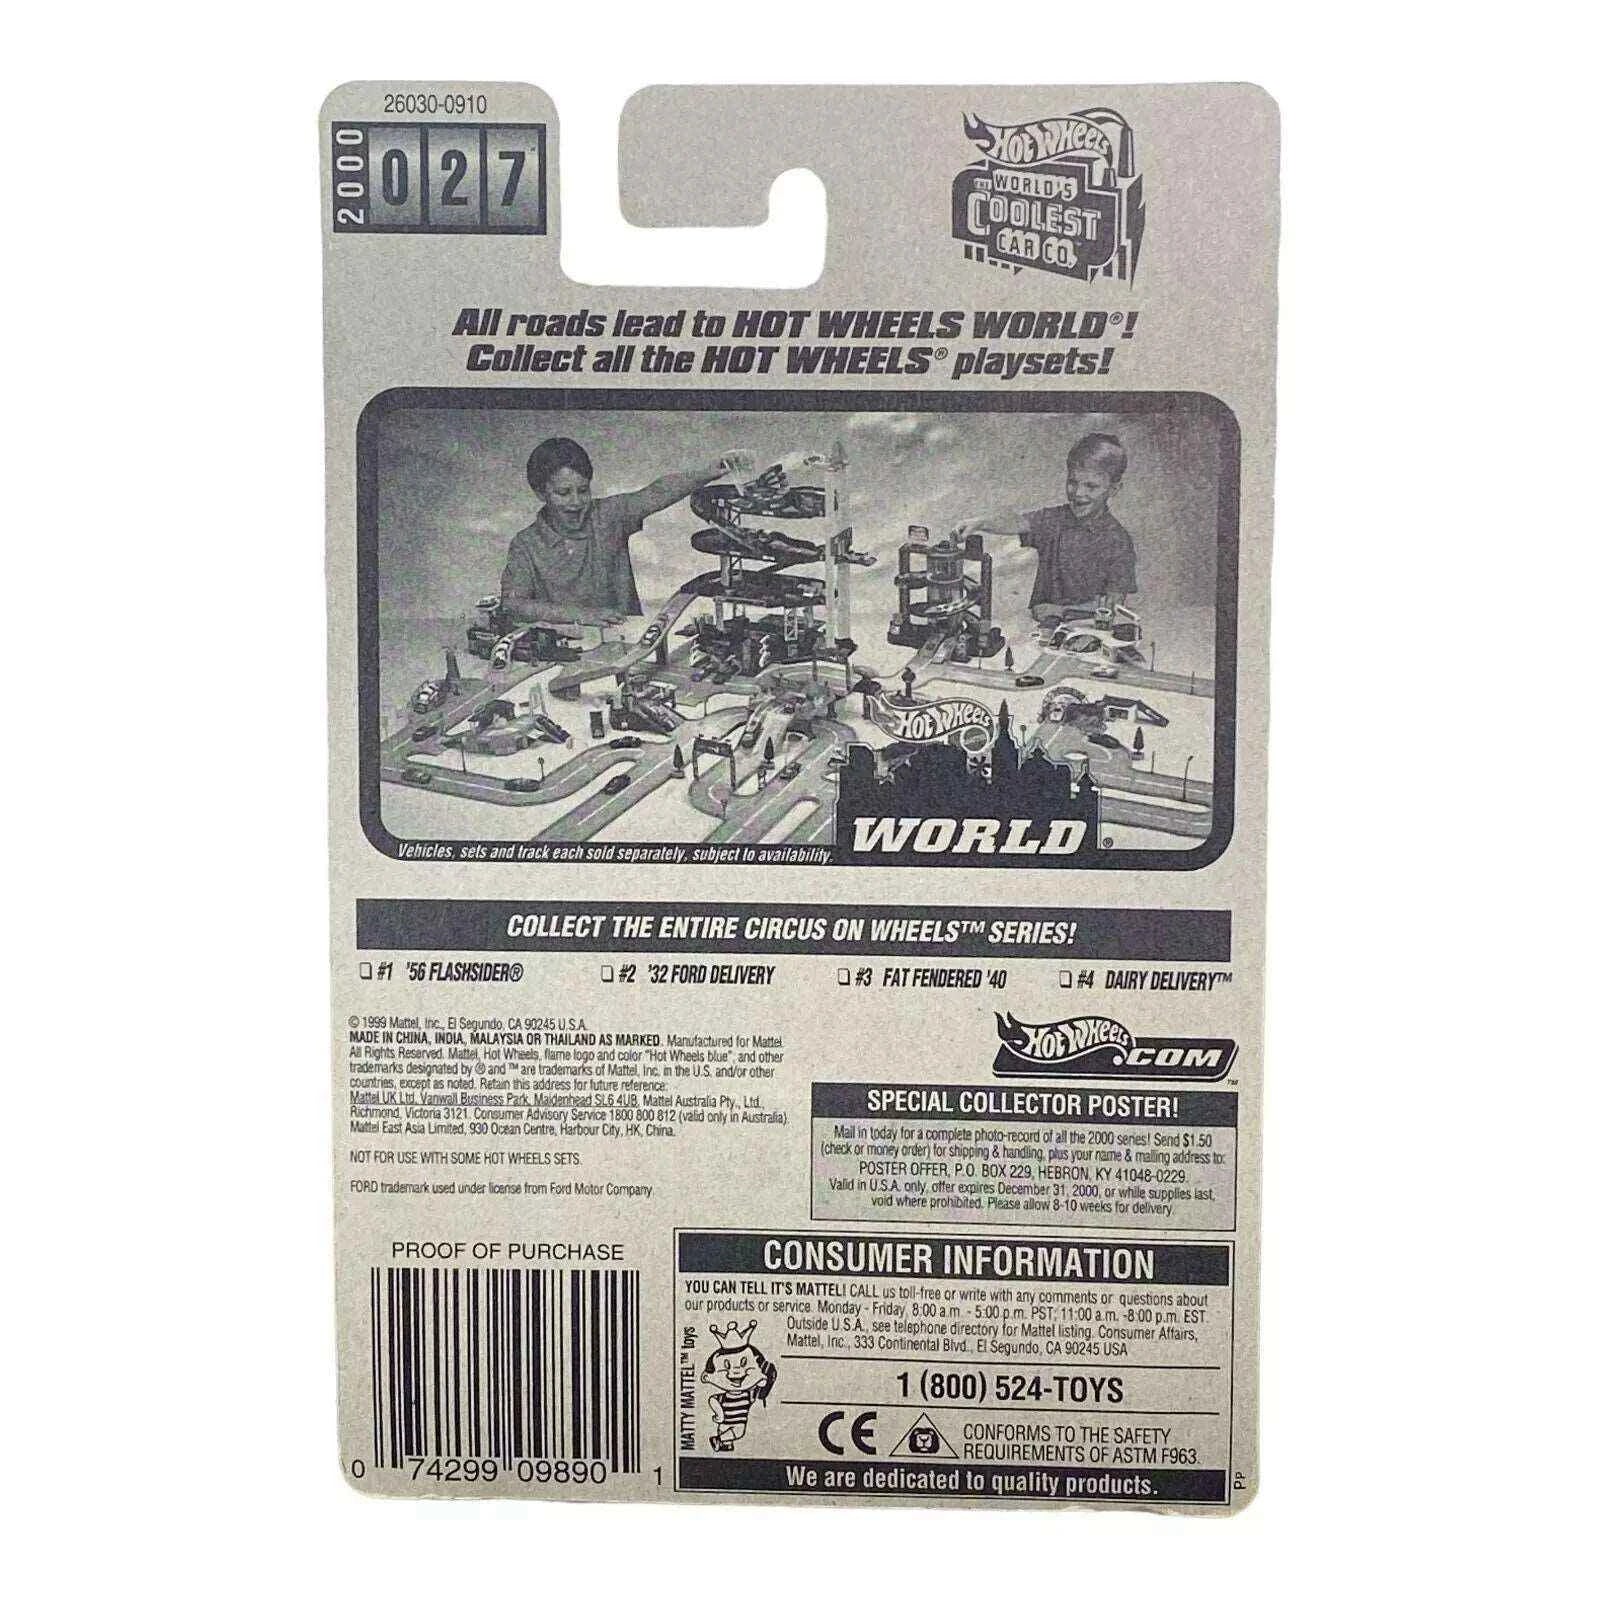 26030-0910
2000
027
HOT WHEELS
THE WORLD'S
COOLEST
CAR CO.™
All roads lead to HOT WHEELS WORLD®!
Collect all the HOT WHEELS® playsets!
HOT WHEELS
WORLD®
Vehicles, sets and track each sold separately, subject to availability.
COLLECT THE ENTIRE CIRCUS ON WHEELS™ SERIES!
❑ #1 '56 FLASHSIDER® ❑ #2 '32 FORD DELIVERY ❑ #3 FAT FENDERED '40 ❑ #4 DAIRY DELIVERY™
© 1999 Mattel, Inc., El Segundo, CA 90245 U.S.A.
MADE IN CHINA, INDIA, MALAYSIA OR THAILAND AS MARKED. Manufactured for Mattel.
All Rights Reserved. Mattel, Hot Wheels, flame logo and color "Hot Wheels blue", and other
trademarks designated by ® and ™ are trademarks of Mattel, Inc. in the U.S. and/or other
countries, except as noted. Retain this address for future reference:
Mattel UK Ltd, Vanwall Business Park, Maidenhead SL6 4UB. Mattel Australia Pty., Ltd.,
Richmond, Victoria 3121. Consumer Advisory Service 1800 800 812 (valid only in Australia).
Mattel East Asia Limited, 930 Ocean Centre, Harbour City, HK, China.
NOT FOR USE WITH SOME HOT WHEELS SETS.
FORD trademark used under license from Ford Motor Company.
HOT WHEELS
.COM™
SPECIAL COLLECTOR POSTER!
Mail in today for a complete photo-record of all the 2000 series! Send $1.50
(check or money order) for shipping & handling, plus your name & mailing address to:
POSTER OFFER, P.O. BOX 229, HEBRON, KY 41048-0229.
Valid in U.S.A. only, offer expires December 31, 2000, or while supplies last,
void where prohibited. Please allow 8-10 weeks for delivery.
PROOF OF PURCHASE
0 74299 09890 1
CONSUMER INFORMATION
YOU CAN TELL IT'S MATTEL! CALL us toll-free or write with any comments or questions about
our products or service. Monday - Friday, 8:00 a.m. - 5:00 p.m. PST; 11:00 a.m. -8:00 p.m. EST.
Outside U.S.A., see telephone directory for Mattel listing. Consumer Affairs,
Mattel, Inc., 333 Continental Blvd., El Segundo, CA 90245 USA
MATTY MATTEL™ toys
1 (800) 524-TOYS
CE
CONFORMS TO THE SAFETY
REQUIREMENTS OF ASTM F963.
We are dedicated to quality products.
PP